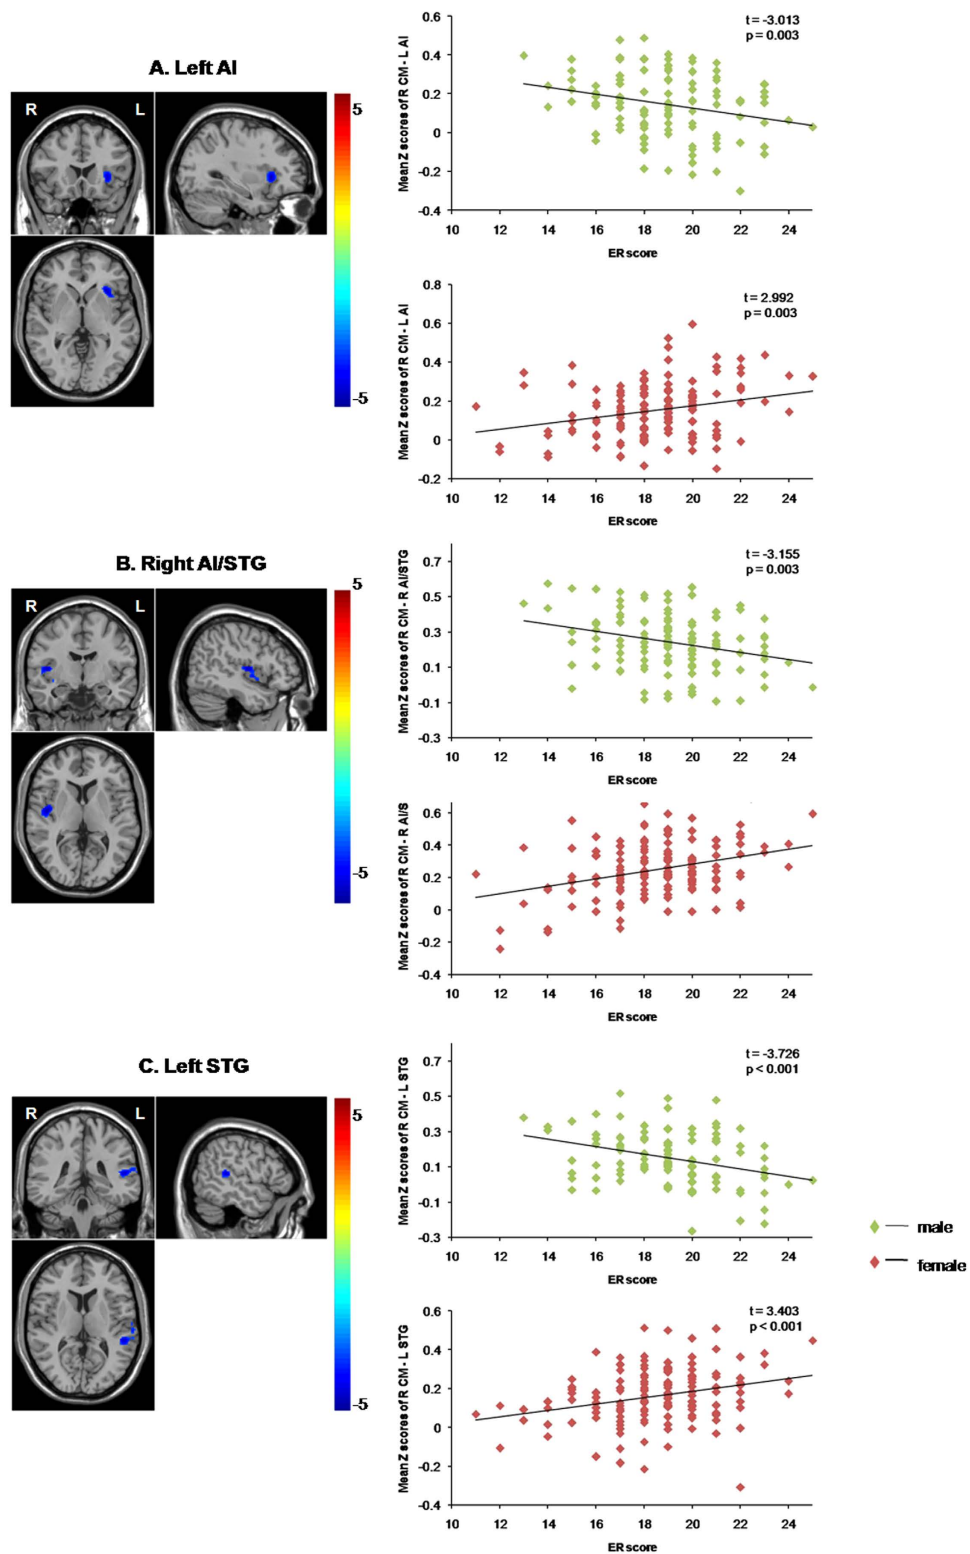 A. Left AI
R L
5
-5
t = -3.013
p = 0.003
Mean Z scores of R CM - L AI
0.6
0.4
0.2
0
-0.2
-0.4
10 12 14 16 18 20 22 24
ER score
t = 2.992
p = 0.003
Mean Z scores of R CM - L AI
0.8
0.6
0.4
0.2
0
-0.2
10 12 14 16 18 20 22 24
ER score
B. Right AI/STG
R L
5
-5
t = -3.155
p = 0.003
Mean Z scores of R CM - R AI/STG
0.7
0.5
0.3
0.1
-0.1
-0.3
10 12 14 16 18 20 22 24
ER score
Mean Z scores of R CM - R AI/S
0.6
0.4
0.2
0
-0.2
-0.4
10 12 14 16 18 20 22 24
ER score
C. Left STG
R L
5
-5
t = -3.726
p < 0.001
Mean Z scores of R CM - L STG
0.7
0.5
0.3
0.1
-0.1
-0.3
10 12 14 16 18 20 22 24
ER score
male
female
t = 3.403
p < 0.001
Mean Z scores of R CM - L STG
0.6
0.4
0.2
0
-0.2
-0.4
10 12 14 16 18 20 22 24
ER score